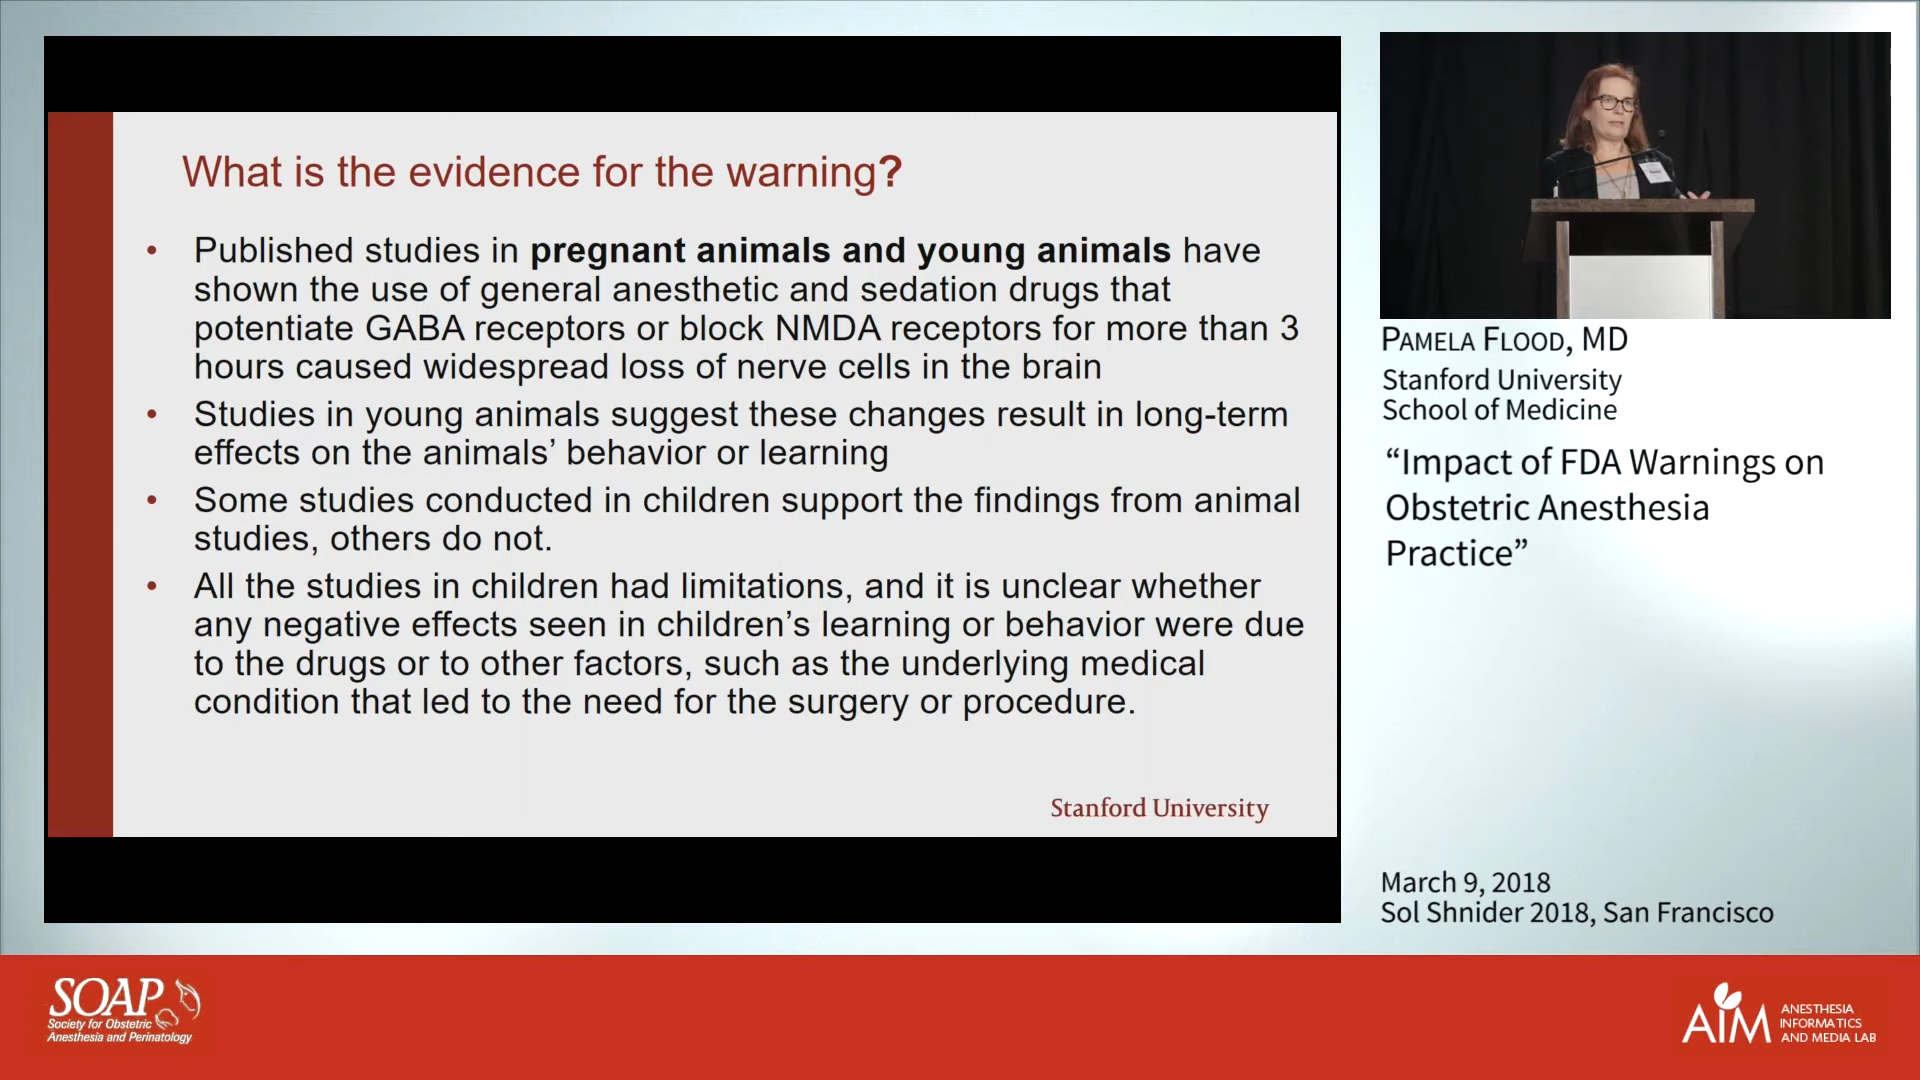 What is the evidence for the warning?
• Published studies in pregnant animals and young animals have
shown the use of general anesthetic and sedation drugs that
potentiate GABA receptors or block NMDA receptors for more than 3
hours caused widespread loss of nerve cells in the brain
• Studies in young animals suggest these changes result in long-term
effects on the animals’ behavior or learning
• Some studies conducted in children support the findings from animal
studies, others do not.
• All the studies in children had limitations, and it is unclear whether
any negative effects seen in children’s learning or behavior were due
to the drugs or to other factors, such as the underlying medical
condition that led to the need for the surgery or procedure.
Stanford University
PAMELA FLOOD, MD
Stanford University
School of Medicine
“Impact of FDA Warnings on
Obstetric Anesthesia
Practice”
March 9, 2018
Sol Shnider 2018, San Francisco
SOAP
Society for Obstetric
Anesthesia and Perinatology
AIM
ANESTHESIA
INFORMATICS
AND MEDIA LAB